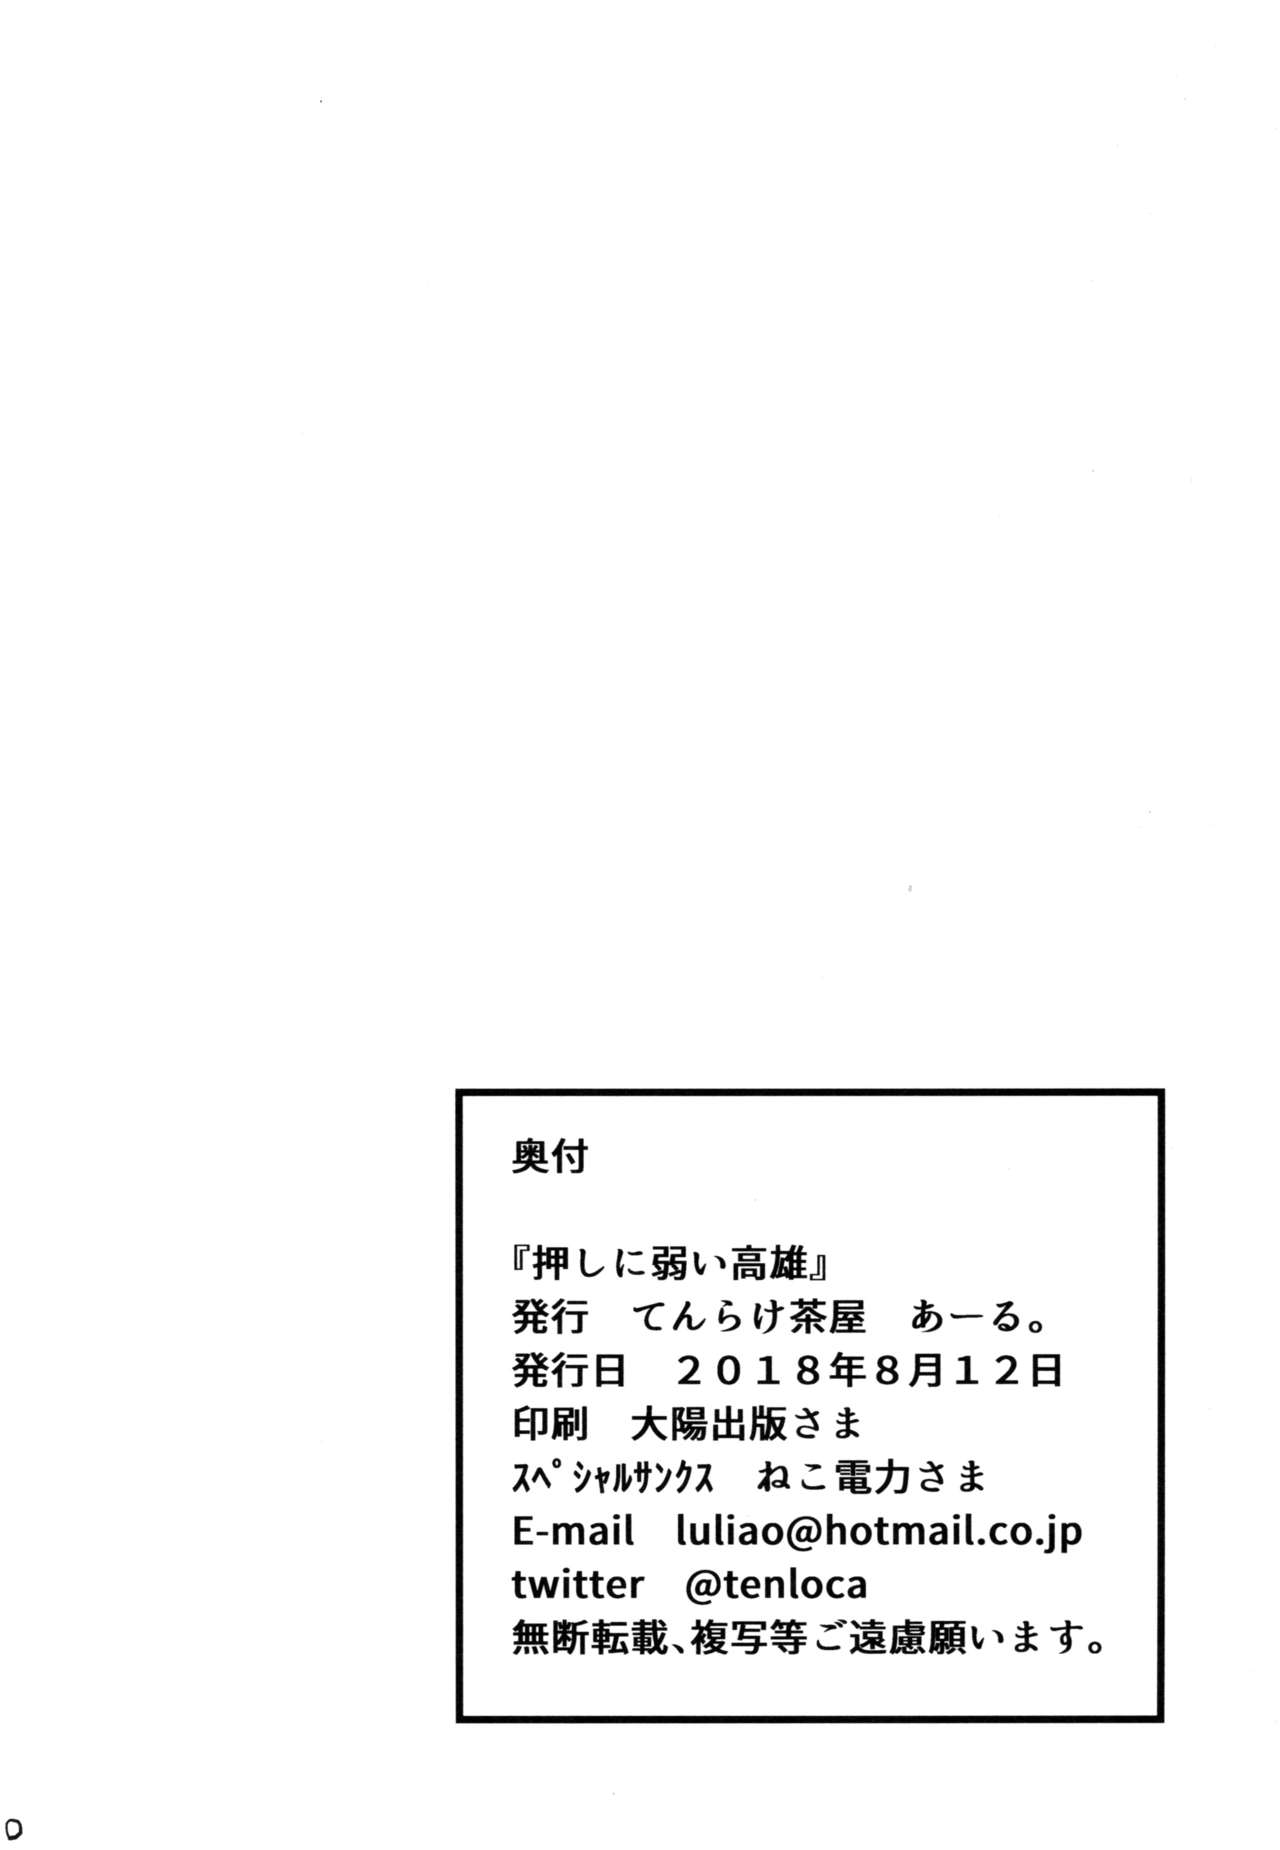 奥付
『押しに弱い高雄』
発行　てんらけ茶屋　あーる。
発行日　２０１８年８月１２日
印刷　大陽出版さま
ｽﾍﾟｼｬﾙｻﾝｸｽ　ねこ電力さま
E-mail　luliao@hotmail.co.jp
twitter　@tenloca
無断転載、複写等ご遠慮願います。
0